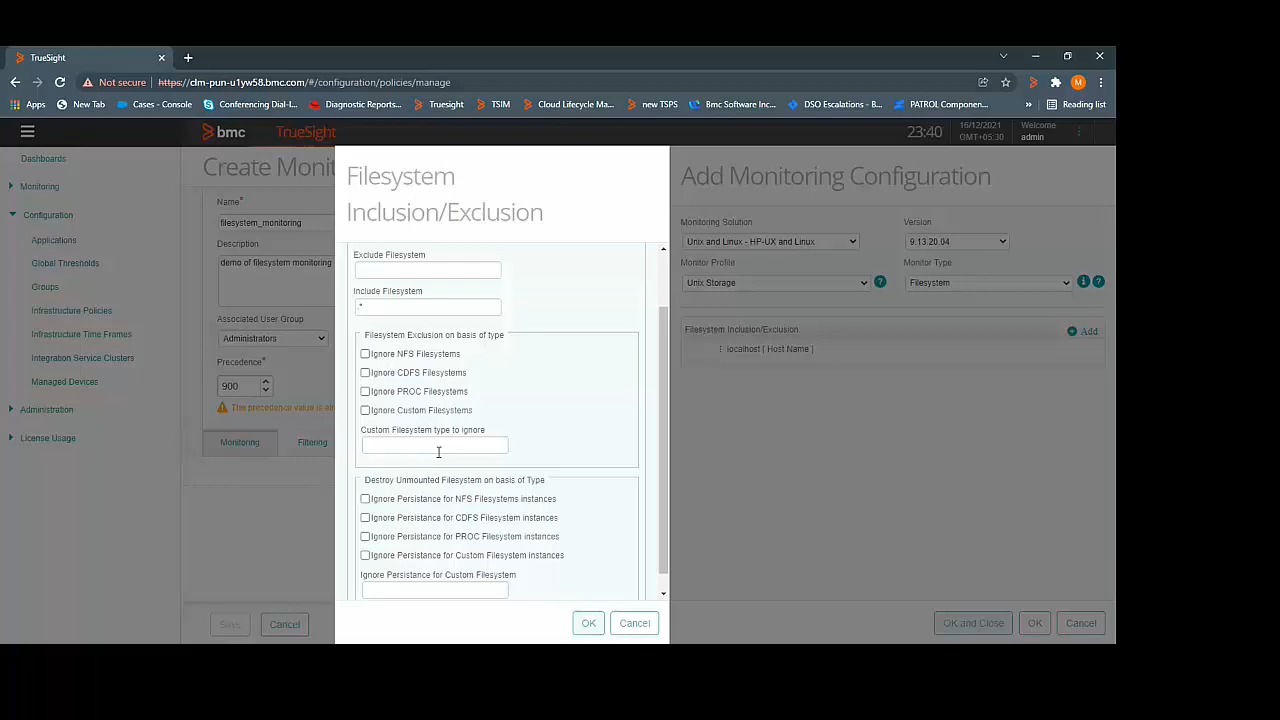 TrueSight
Not secure
https://clm-pun-u1yw58.bmc.com/#/configuration/policies/manage
M
Apps
New Tab
Cases - Console
Conferencing Dial-I...
Diagnostic Reports...
Truesight
TSIM
Cloud Lifecycle Ma...
new TSPS
Bmc Software Inc...
DSO Escalations - B...
PATROL Componen...
»
Reading list
bmc
TrueSight
23:40
16/12/2021
GMT+05:30
Welcome
admin
Dashboards
Monitoring
Configuration
Applications
Global Thresholds
Groups
Infrastructure Policies
Infrastructure Time Frames
Integration Service Clusters
Managed Devices
Administration
License Usage
Create Monit
Name*
filesystem_monitoring
Description
demo of filesystem monitoring
Associated User Group
Administrators
Precedence*
900
The precedence value is alr
Monitoring
Filtering
Save
Cancel
Filesystem
Inclusion/Exclusion
Exclude Filesystem
Include Filesystem
.*
Filesystem Exclusion on basis of type
Ignore NFS Filesystems
Ignore CDFS Filesystems
Ignore PROC Filesystems
Ignore Custom Filesystems
Custom Filesystem type to ignore
Destroy Unmounted Filesystem on basis of Type
Ignore Persistance for NFS Filesystems instances
Ignore Persistance for CDFS Filesystem instances
Ignore Persistance for PROC Filesystem instances
Ignore Persistance for Custom Filesystem instances
Ignore Persistance for Custom Filesystem
OK
Cancel
Add Monitoring Configuration
Monitoring Solution
Version
Unix and Linux - HP-UX and Linux
9.13.20.04
Monitor Profile
Monitor Type
Unix Storage
?
Filesystem
i
?
Filesystem Inclusion/Exclusion
Add
localhost [ Host Name ]
OK and Close
OK
Cancel